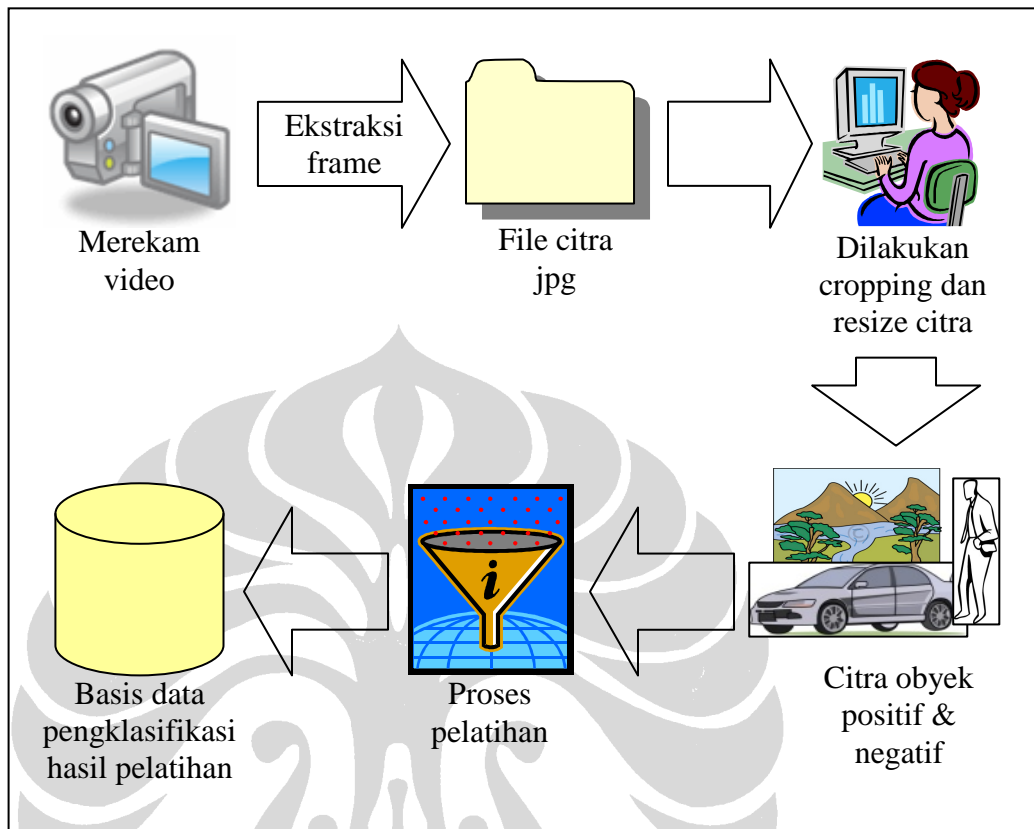 Ekstraksi
frame
Merekam
video
File citra
jpg
Dilakukan
cropping dan
resize citra
Citra obyek
positif &
negatif
i
Proses
pelatihan
Basis data
pengklasifikasi
hasil pelatihan